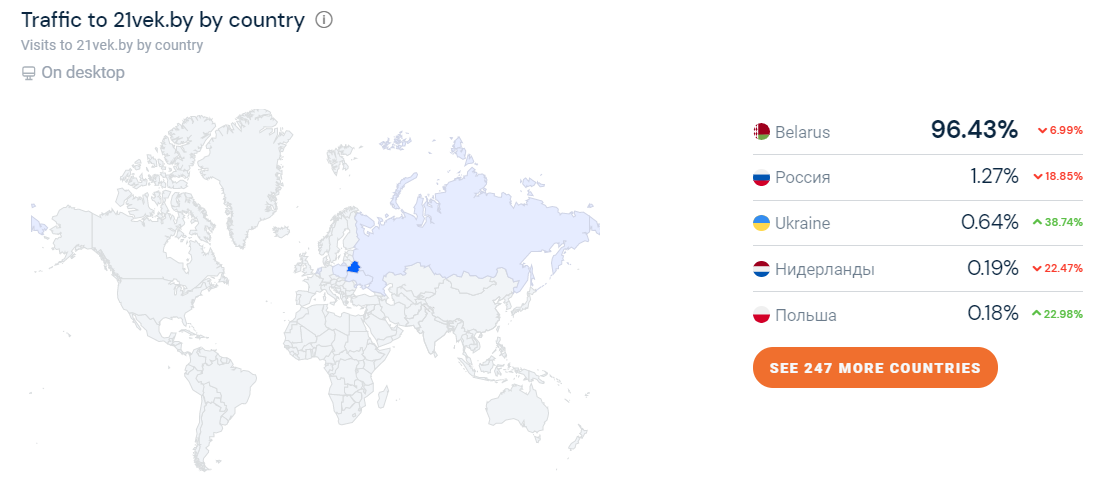 Traffic to 21vek.by by country
Visits to 21vek.by by country
On desktop
Belarus 96.43% 6.99%
Россия 1.27% 18.85%
Ukraine 0.64% 38.74%
Нидерланды 0.19% 22.47%
Польша 0.18% 22.98%
SEE 247 MORE COUNTRIES